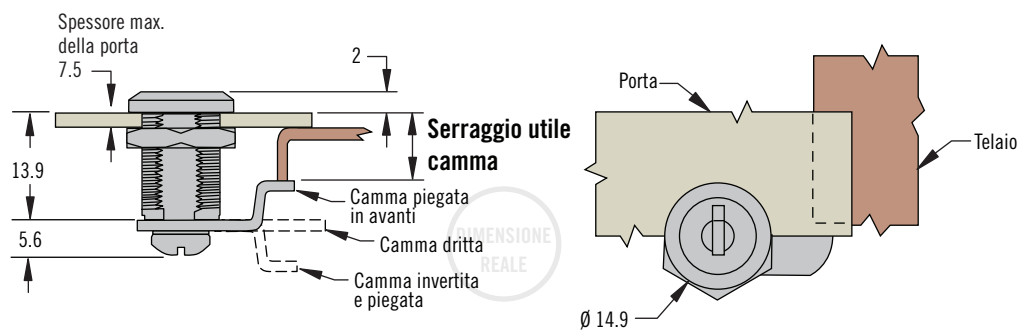 Spessore max.
della porta
7.5
2
13.9
5.6
Serraggio utile
camma
Camma piegata
in avanti
Camma dritta
Camma invertita
e piegata
DIMENSIONE
REALE
Porta
Telaio
Ø 14.9